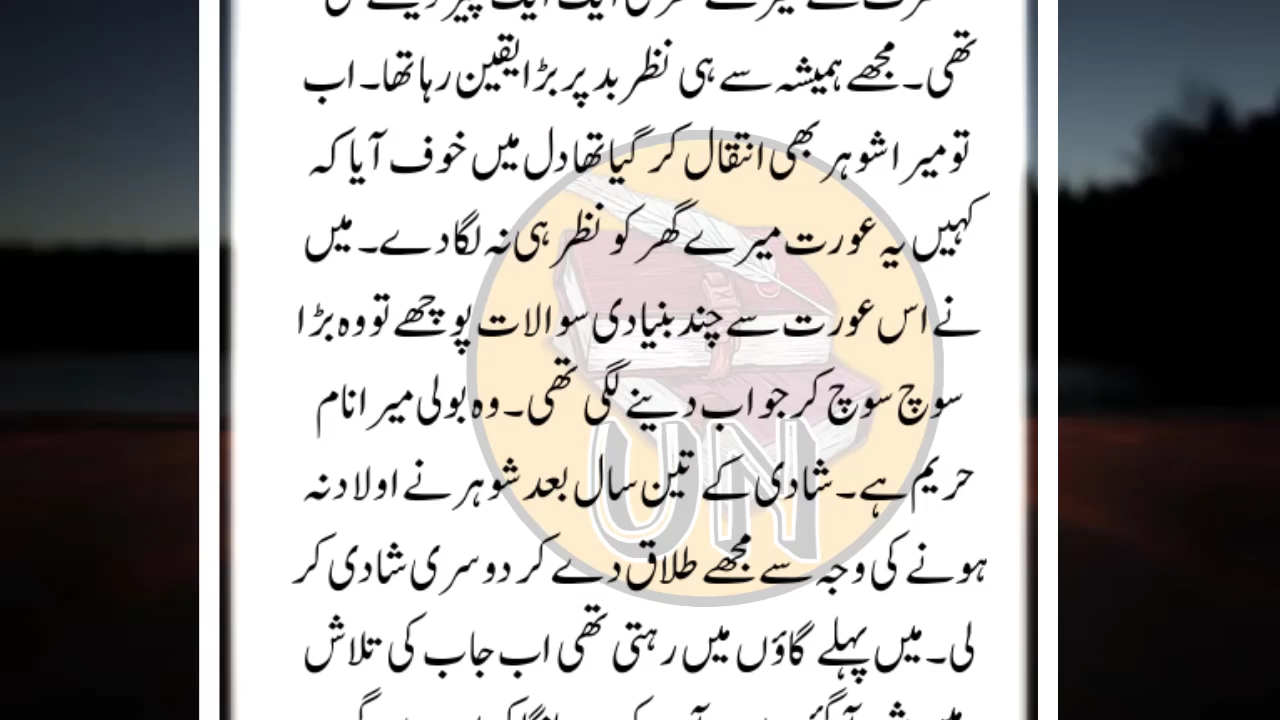 تھی۔ مجھے ہمیشہ سے ہی نظر بد پر بڑا یقین رہا تھا۔ اب
تو میرا شوہر بھی انتقال کر گیا تھا دل میں خوف آیا کہ
کہیں یہ عورت میرے گھر کو نظر ہی نہ لگا دے۔ میں
نے اس عورت سے چند بنیادی سوالات پوچھے تو وہ بڑا
سوچ سوچ کر جواب دینے لگی تھی۔ وہ بولی میرا نام
حریم ہے۔ شادی کے تین سال بعد شوہر نے اولاد نہ
ہونے کی وجہ سے مجھے طلاق دے کر دوسری شادی کر
لی۔ میں پہلے گاؤں میں رہتی تھی اب جاب کی تلاش
UN